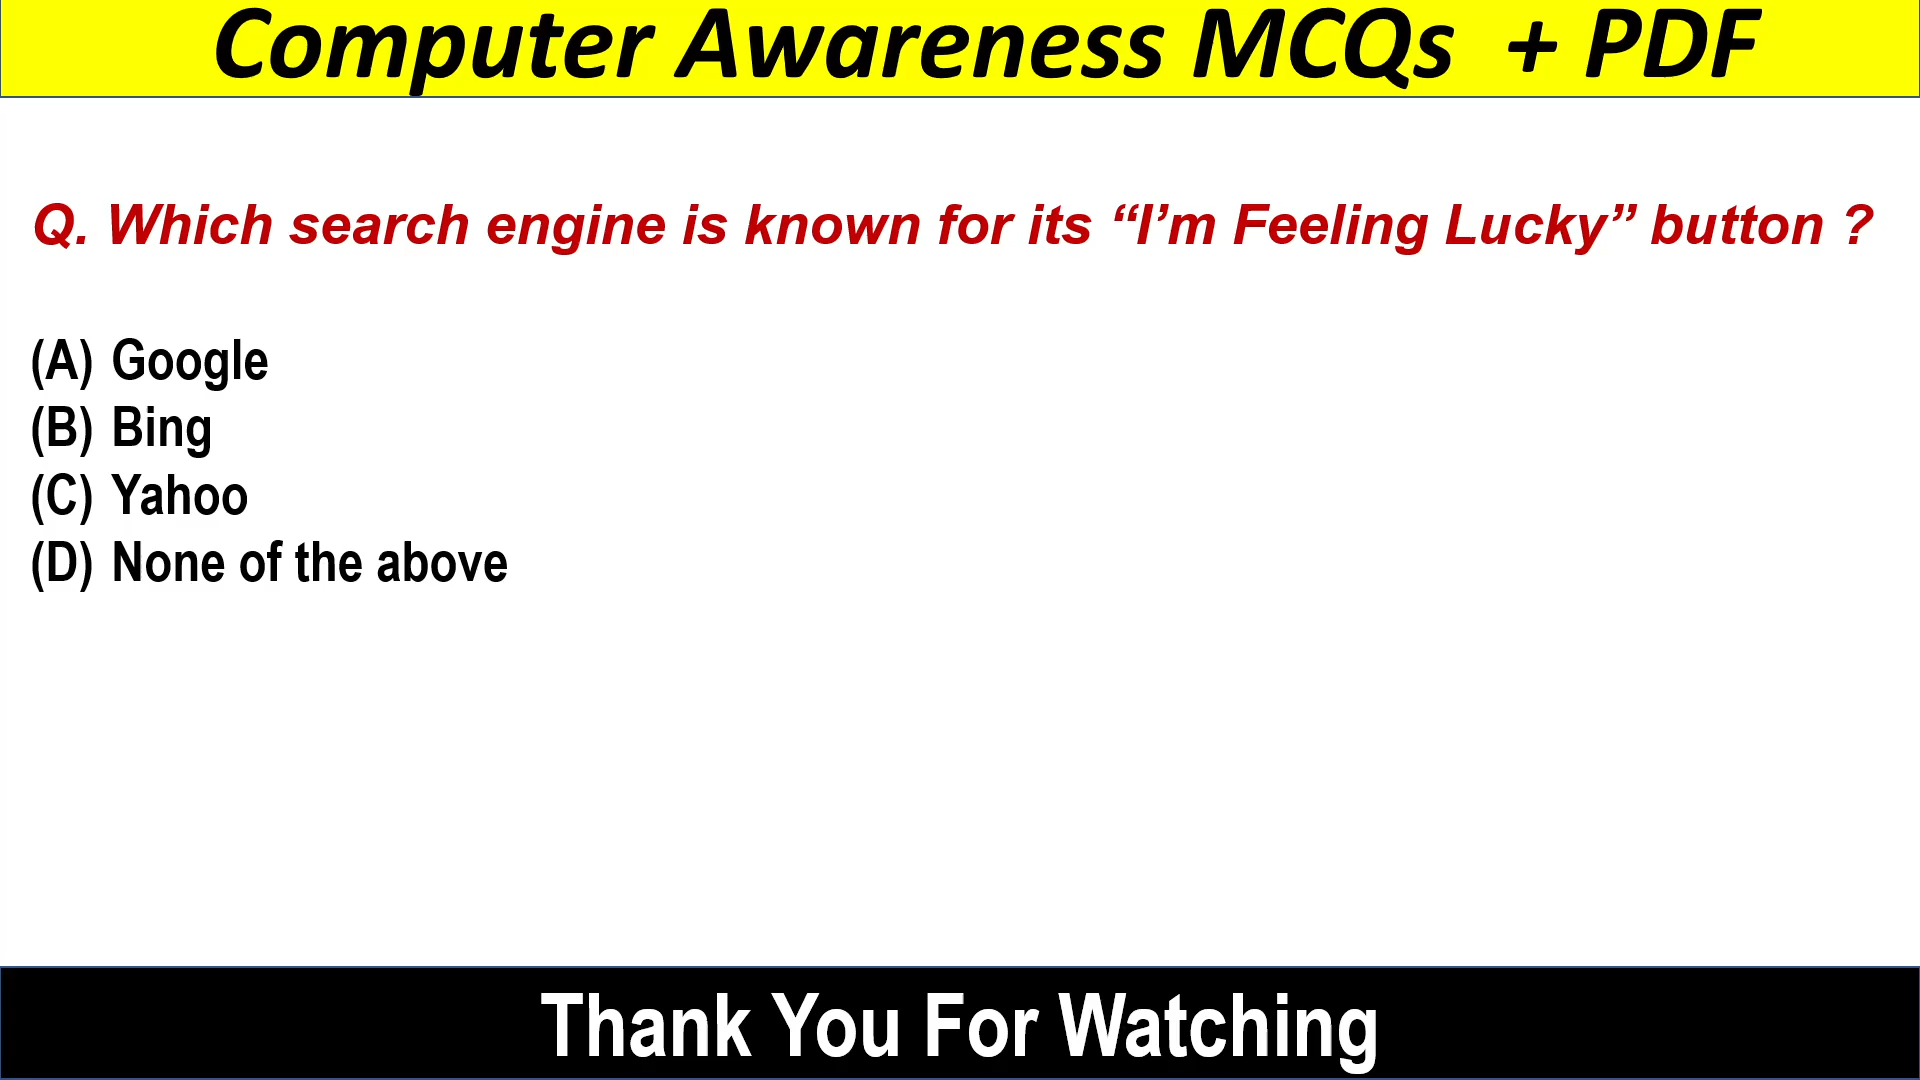 Computer Awareness MCQs + PDF
Q. Which search engine is known for its “I’m Feeling Lucky” button ?
(A) Google
(B) Bing
(C) Yahoo
(D) None of the above
Thank You For Watching